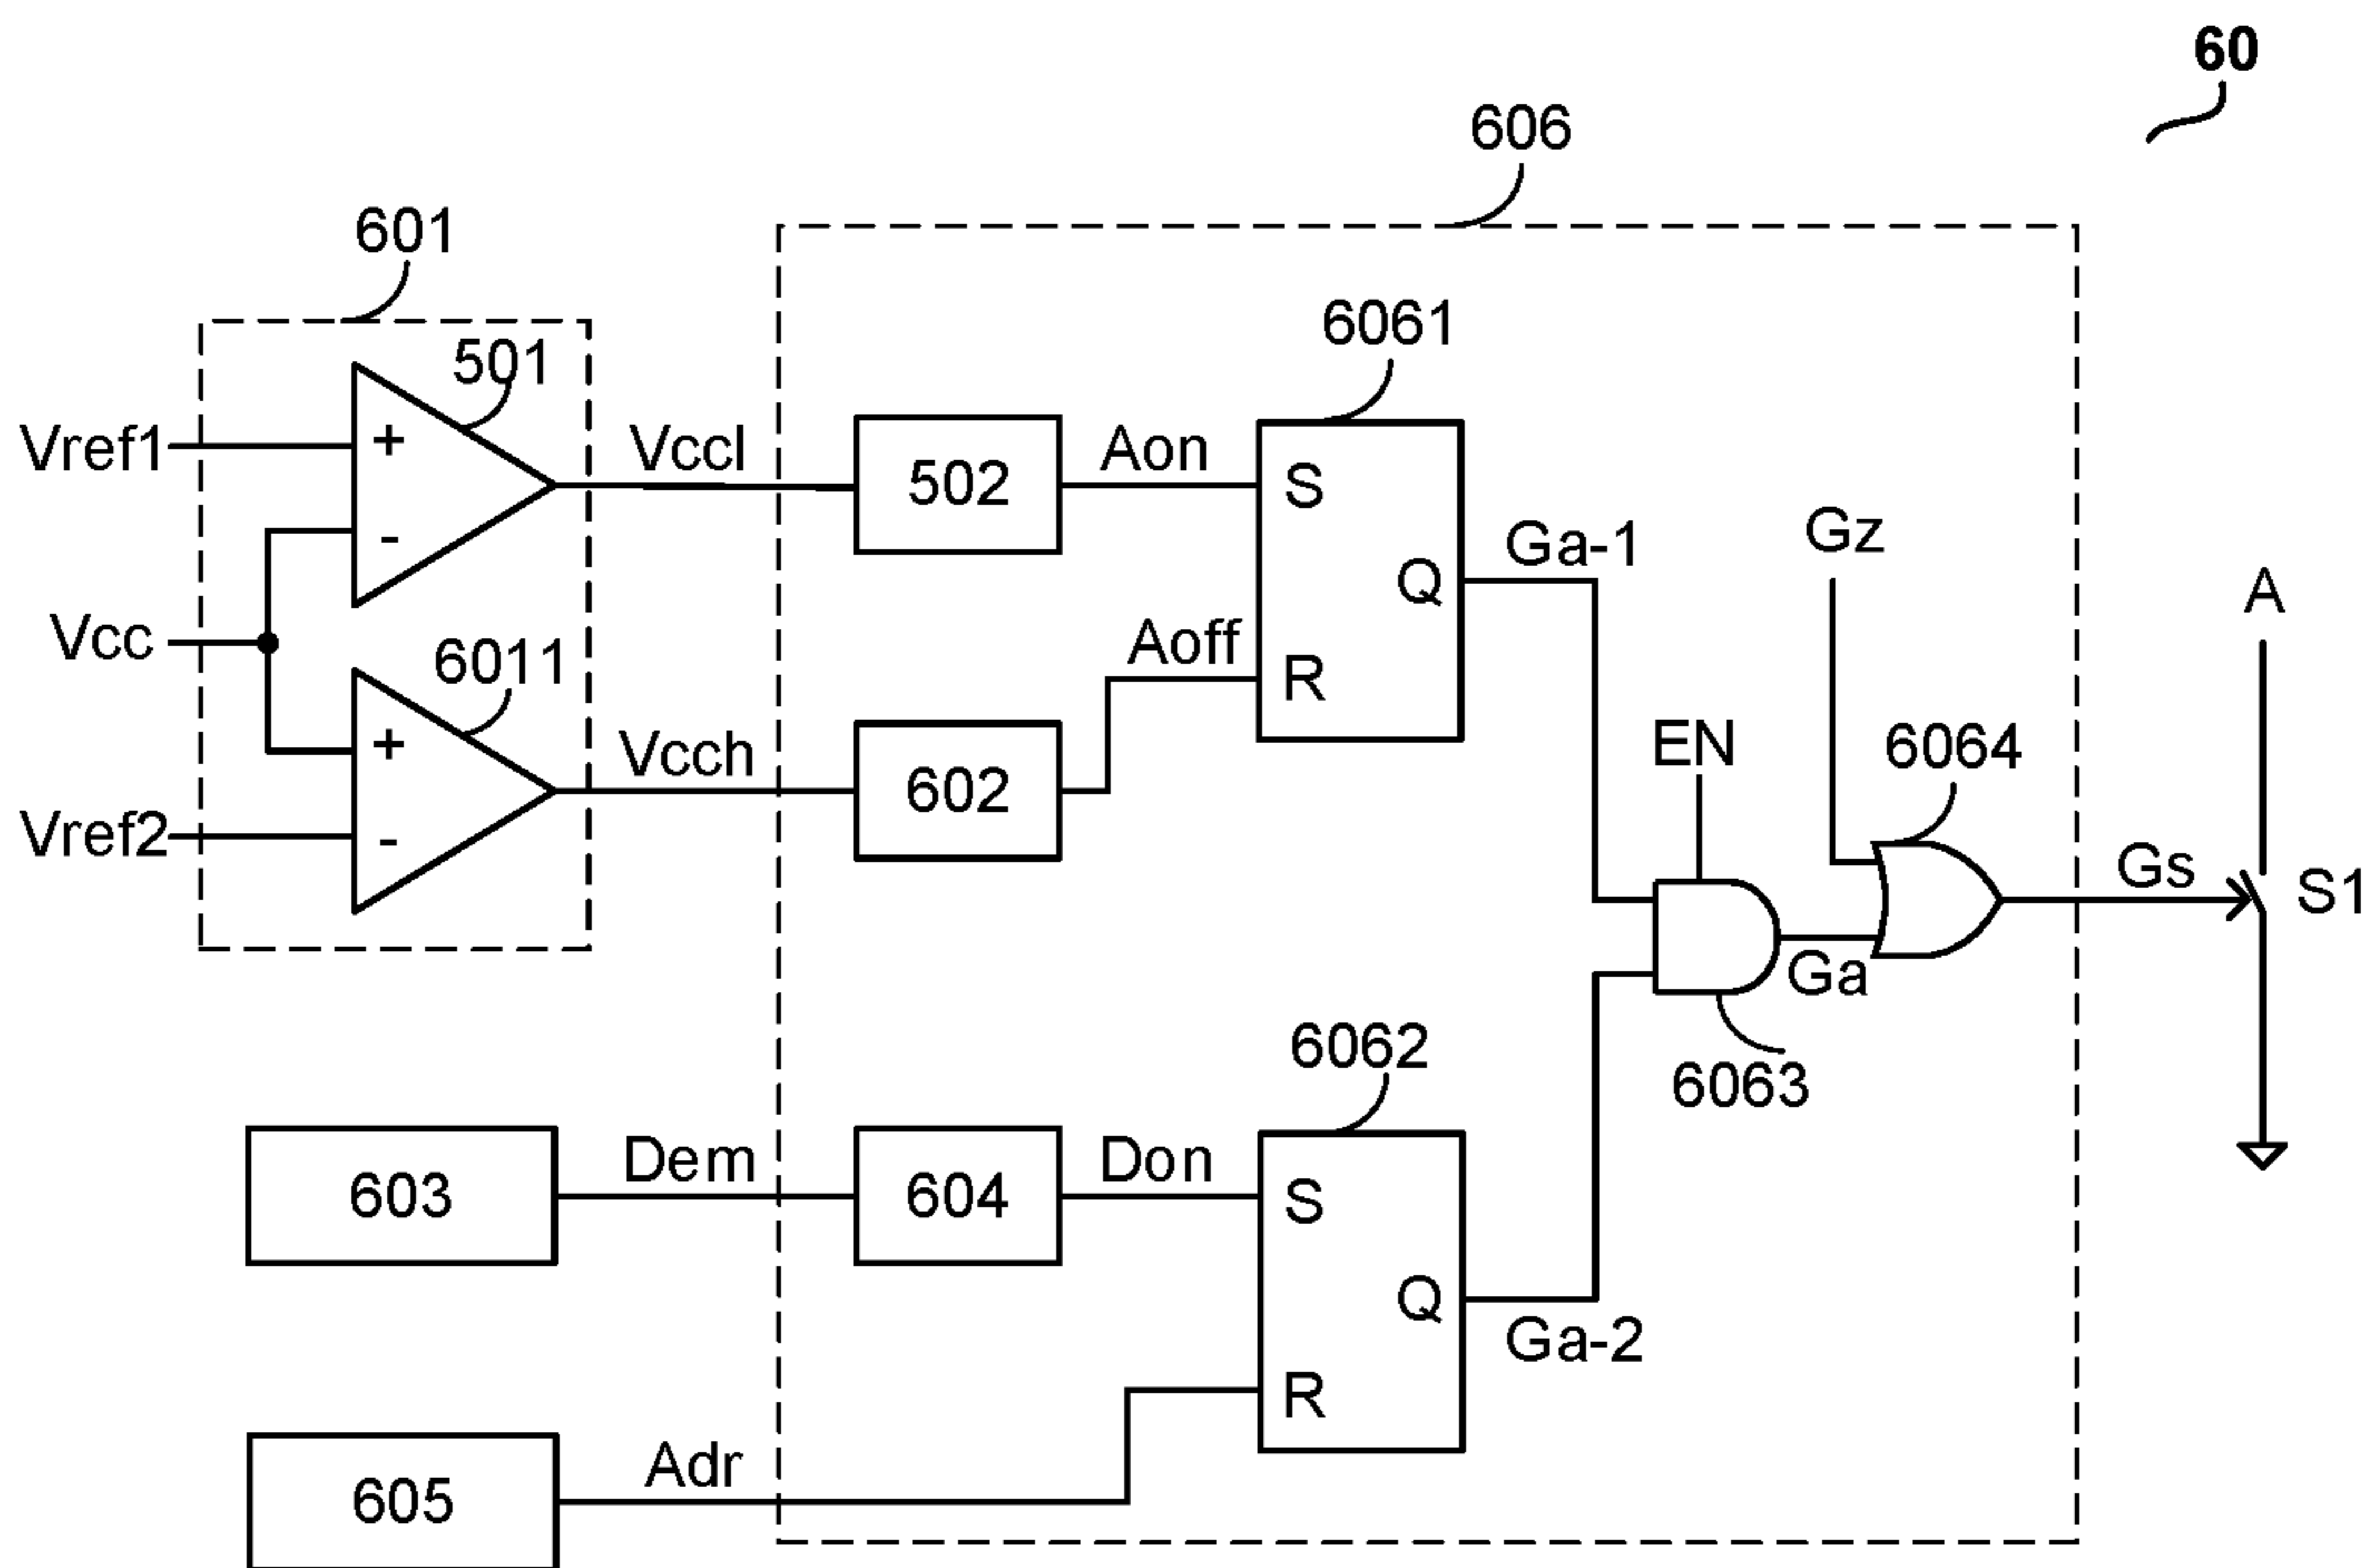 60
606
601
6061
501
Vref1
+
Vccl
502
Aon
S
-
Ga-1
Gz
Q
A
Vcc
6011
Aoff
R
+
Vcch
602
EN
6064
Vref2
-
Gs
S1
Ga
6062
6063
603
Dem
604
Don
S
Q
Ga-2
R
605
Adr